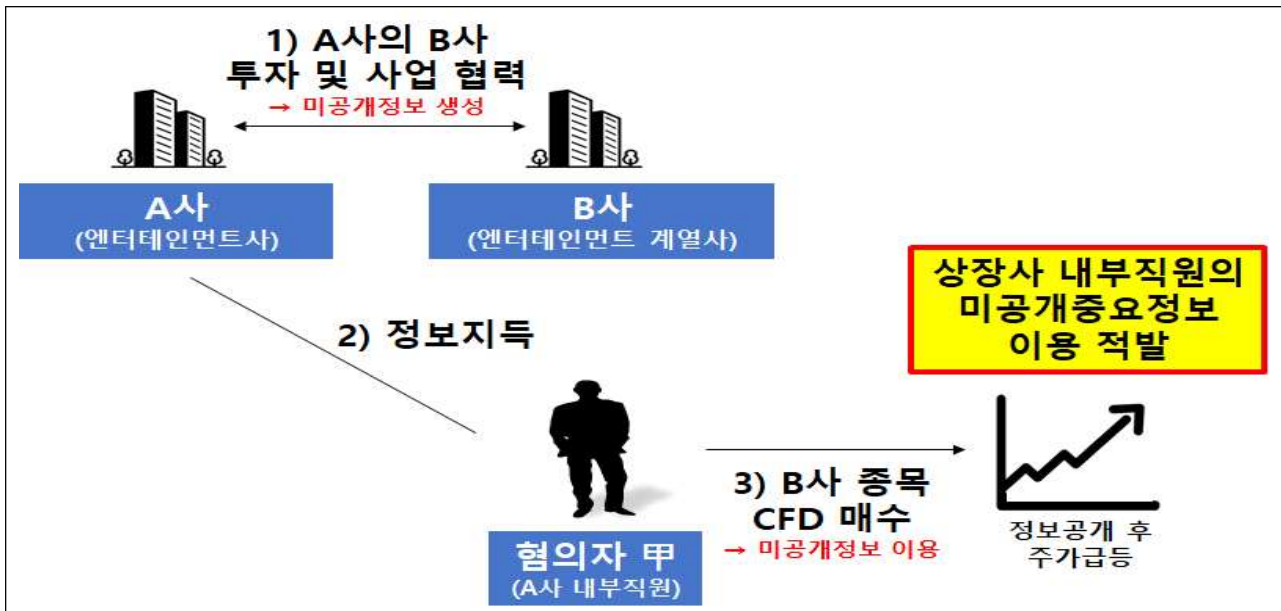 1) A사의 B사
투자 및 사업 협력
→ 미공개정보 생성
A사
(엔터테인먼트사)
B사
(엔터테인먼트 계열사)
상장사 내부직원의
미공개중요정보
이용 적발
2) 정보지득
3) B사 종목
CFD 매수
→ 미공개정보 이용
정보공개 후
주가급등
혐의자 甲
(A사 내부직원)